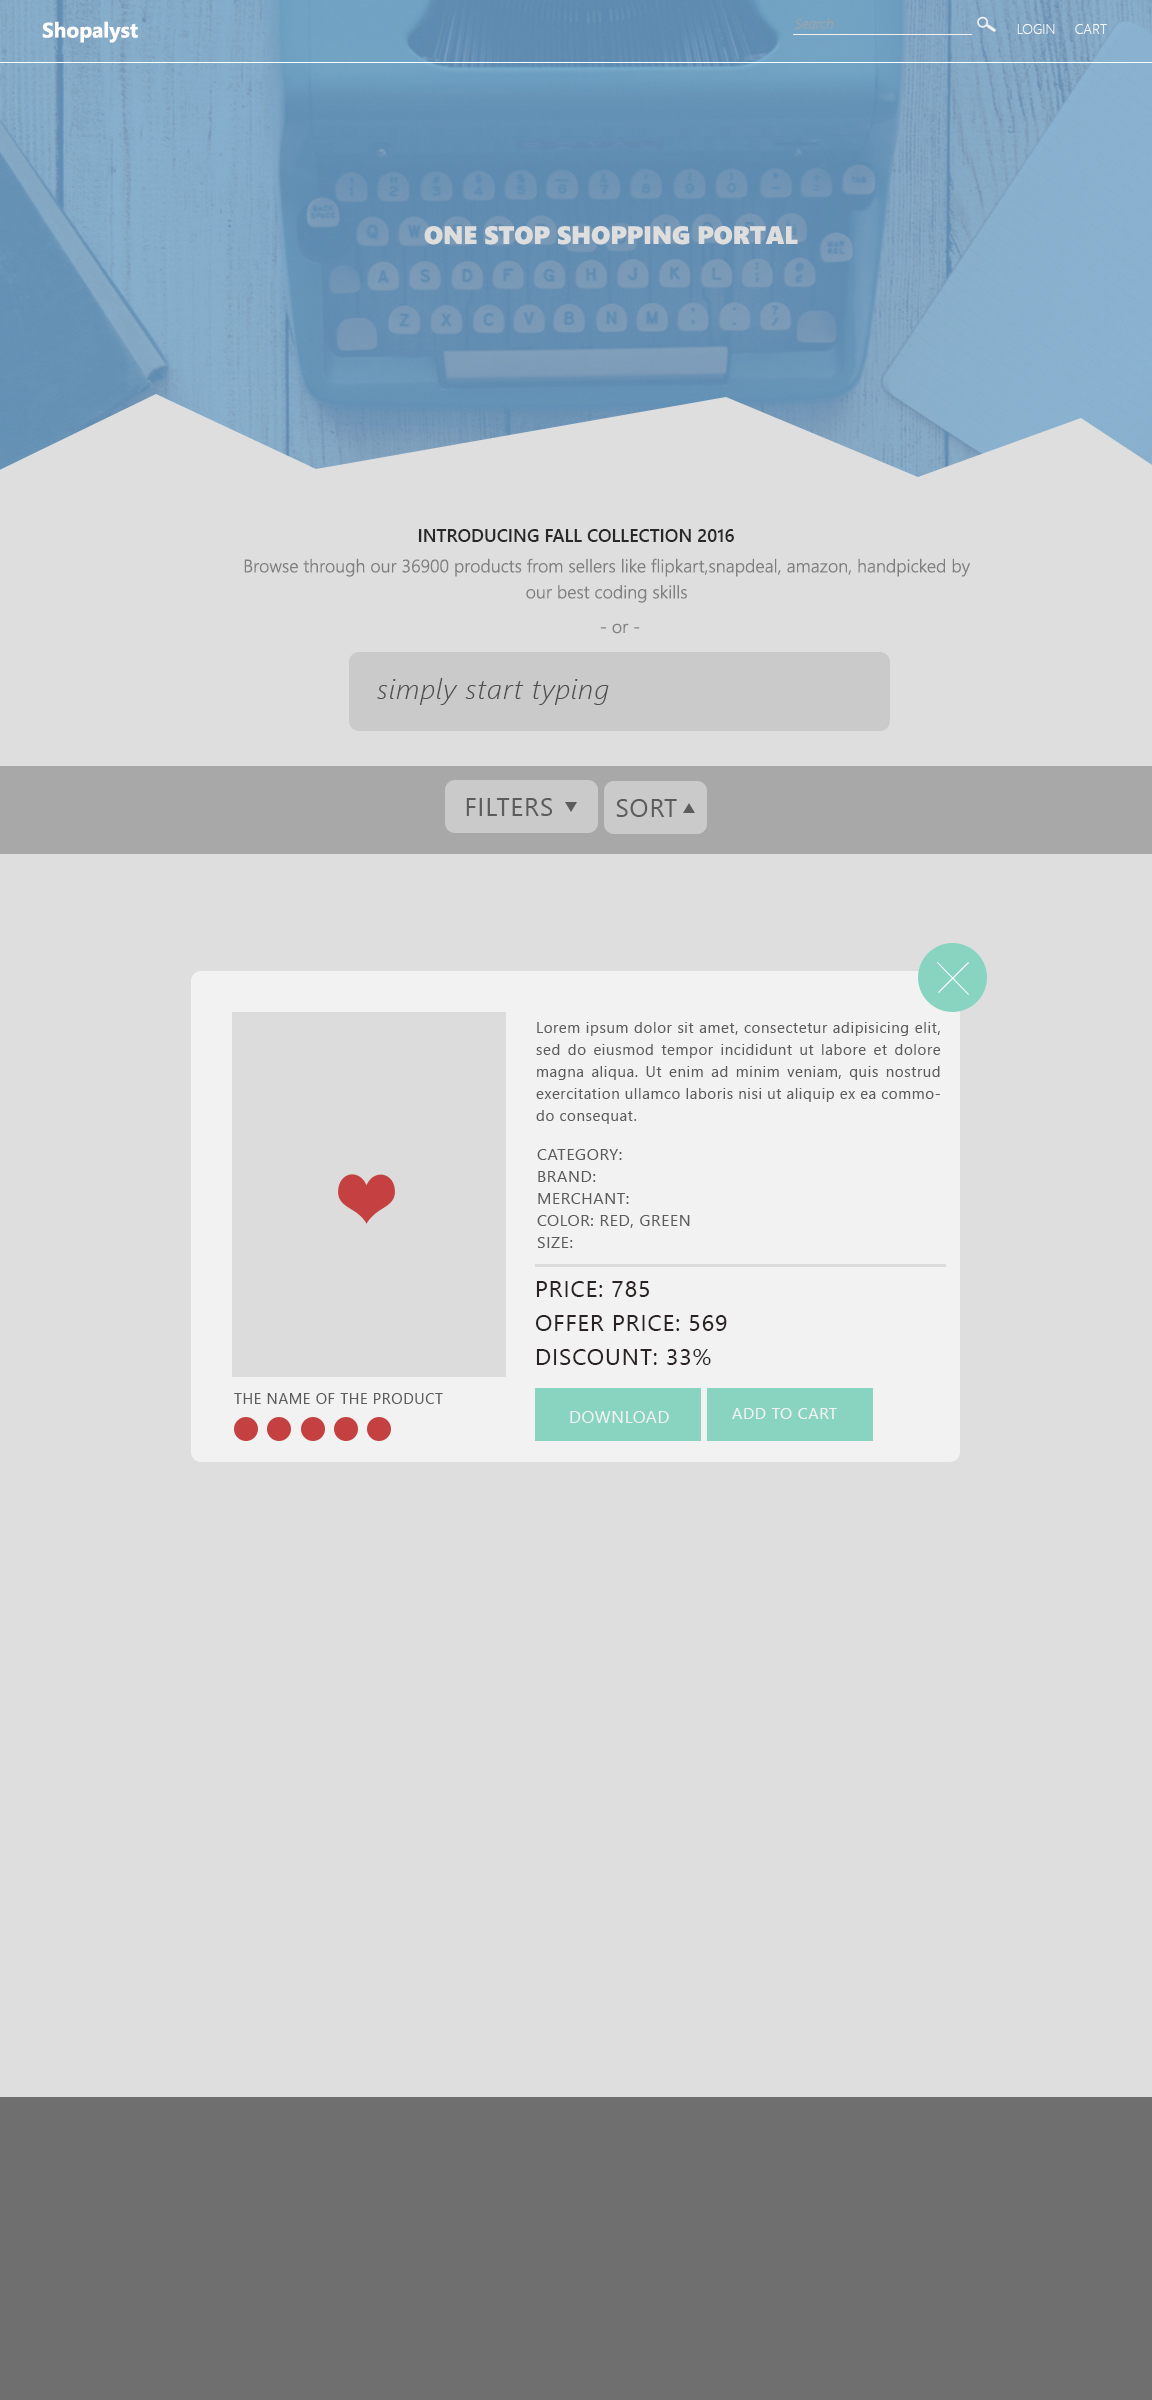 Shopalyst
Search
LOGIN CART
ONE STOP SHOPPING PORTAL
BACK SPACE
Q W
A S D F G H J K L
Z X C V B N M
INTRODUCING FALL COLLECTION 2016
Browse through our 36900 products from sellers like flipkart,snapdeal, amazon, handpicked by
our best coding skills
- or -
simply start typing
FILTERS ▼ SORT ▲
Lorem ipsum dolor sit amet, consectetur adipisicing elit,
sed do eiusmod tempor incididunt ut labore et dolore
magna aliqua. Ut enim ad minim veniam, quis nostrud
exercitation ullamco laboris nisi ut aliquip ex ea commo-
do consequat.
CATEGORY:
BRAND:
MERCHANT:
COLOR: RED, GREEN
SIZE:
PRICE: 785
OFFER PRICE: 569
DISCOUNT: 33%
THE NAME OF THE PRODUCT
DOWNLOAD
ADD TO CART